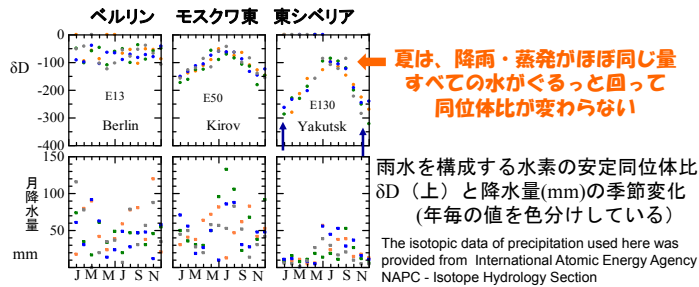 ベルリン モスクワ東 東シベリア
0
δD -100
-200
-300
-400
E13
Berlin
E50
Kirov
E130
Yakutsk
夏は、降雨・蒸発がほぼ同じ量
すべての水がぐるっと回って
同位体比が変わらない
150
月降水量 100
50
mm
0
J M M J S N J M M J S N J M M J S N
雨水を構成する水素の安定同位体比
δD（上）と降水量(mm)の季節変化
(年毎の値を色分けしている）
The isotopic data of precipitation used here was
provided from International Atomic Energy Agency
NAPC - Isotope Hydrology Section